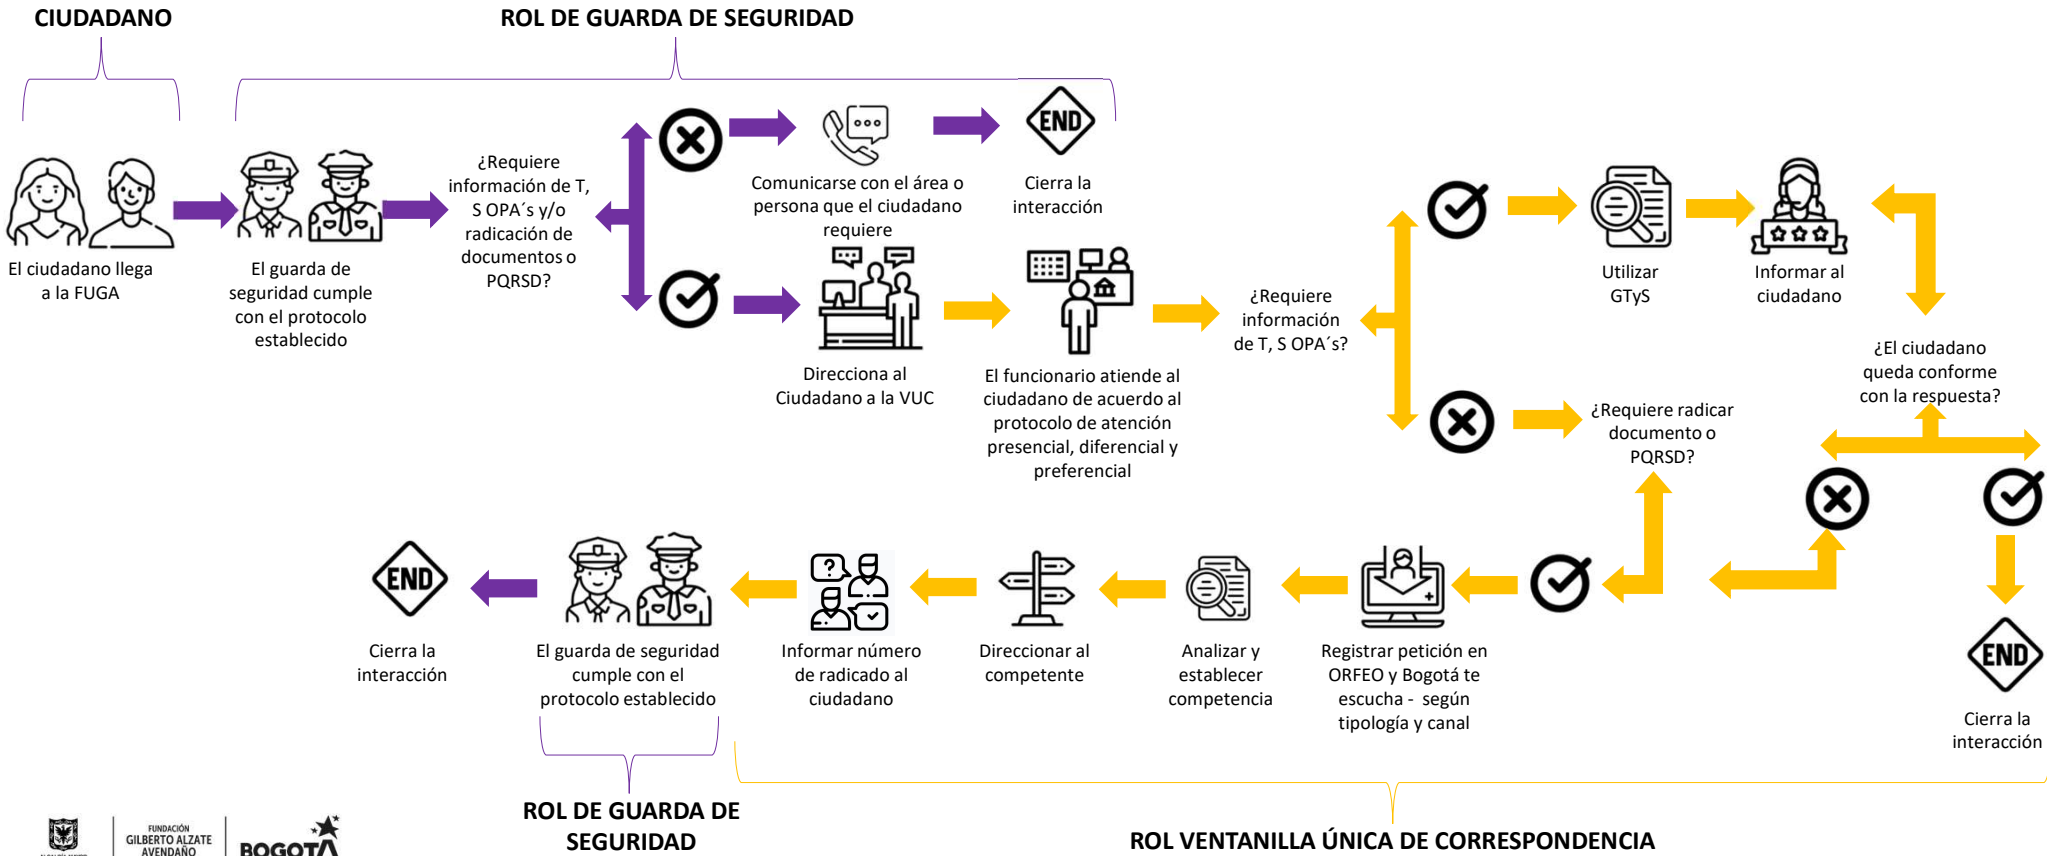 CIUDADANO
ROL DE GUARDA DE SEGURIDAD
El ciudadano llega
a la FUGA
El guarda de
seguridad cumple
con el protocolo
establecido
¿Requiere
información de T,
S OPA´s y/o
radicación de
documentos o
PQRSD?
Comunicarse con el área o
persona que el ciudadano
requiere
END
Cierra la
interacción
Direcciona al
Ciudadano a la VUC
El funcionario atiende al
ciudadano de acuerdo al
protocolo de atención
presencial, diferencial y
preferencial
¿Requiere
información
de T, S OPA´s?
Utilizar
GTyS
Informar al
ciudadano
¿El ciudadano
queda conforme
con la respuesta?
¿Requiere radicar
documento o
PQRSD?
END
Cierra la
interacción
El guarda de seguridad
cumple con el
protocolo establecido
Informar número
de radicado al
ciudadano
Direccionar al
competente
Analizar y
establecer
competencia
Registrar petición en
ORFEO y Bogotá te
escucha - según
tipología y canal
END
Cierra la
interacción
ROL DE GUARDA DE
SEGURIDAD
ROL VENTANILLA ÚNICA DE CORRESPONDENCIA
FUNDACIÓN
GILBERTO ALZATE
AVENDAÑO
BOGOTÁ